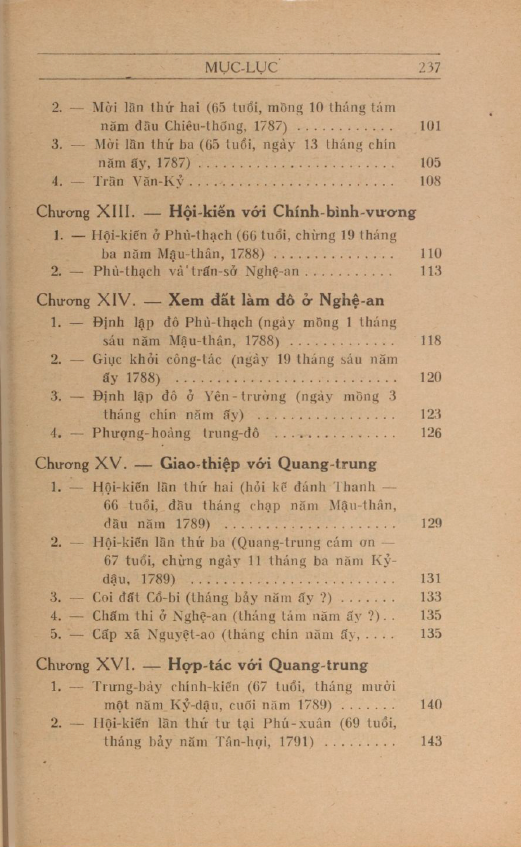 MỤC-LỤC 237
2. — Mời lần thứ hai (65 tuổi, mồng 10 tháng tám
năm đầu Chiêu-thống, 1787) ............ 101
3. — Mời lần thứ ba (65 tuổi, ngày 13 tháng chín
năm ấy, 1787) ........................ 105
4. — Trần Văn-Kỷ ........................ 108
Chương XIII. — Hội-kiến với Chính-bình-vương
1. — Hội-kiến ở Phù-thạch (66 tuổi, chừng 19 tháng
ba năm Mậu-thân, 1788) ............... 110
2. — Phù-thạch và trấn-sở Nghệ-an ........... 113
Chương XIV. — Xem đất làm đô ở Nghệ-an
1. — Định lập đô Phù-thạch (ngày mồng 1 tháng
sáu năm Mậu-thân, 1788) ............. 118
2. — Giục khởi công-tác (ngày 19 tháng sáu năm
ấy 1788) ........................... 120
3. — Định lập đô ở Yên-trường (ngày mồng 3
tháng chín năm ấy) ................ 123
4. — Phượng-hoàng trung-đô .............. 126
Chương XV. — Giao-thiệp với Quang-trung
1. — Hội-kiến lần thứ hai (hỏi kế đánh Thanh —
66 tuổi, đầu tháng chạp năm Mậu-thân,
đầu năm 1789) .................... 129
2. — Hội-kiến lần thứ ba (Quang-trung cám ơn —
67 tuổi, chừng ngày 11 tháng ba năm Kỷ-
dậu, 1789) ........................ 131
3. — Coi đất Cồ-bi (tháng bảy năm ấy ?) ....... 133
4. — Chấm thi ở Nghệ-an (tháng tám năm ấy ?) .. 135
5. — Cấp xã Nguyệt-ao (tháng chín năm ấy, .... 135
Chương XVI. — Hợp-tác với Quang-trung
1. — Trưng-bày chính-kiến (67 tuổi, tháng mười
một năm Kỷ-dậu, cuối năm 1789) ....... 140
2. — Hội-kiến lần thứ tư tại Phú-xuân (69 tuổi,
tháng bảy năm Tân-hợi, 1791) ......... 143